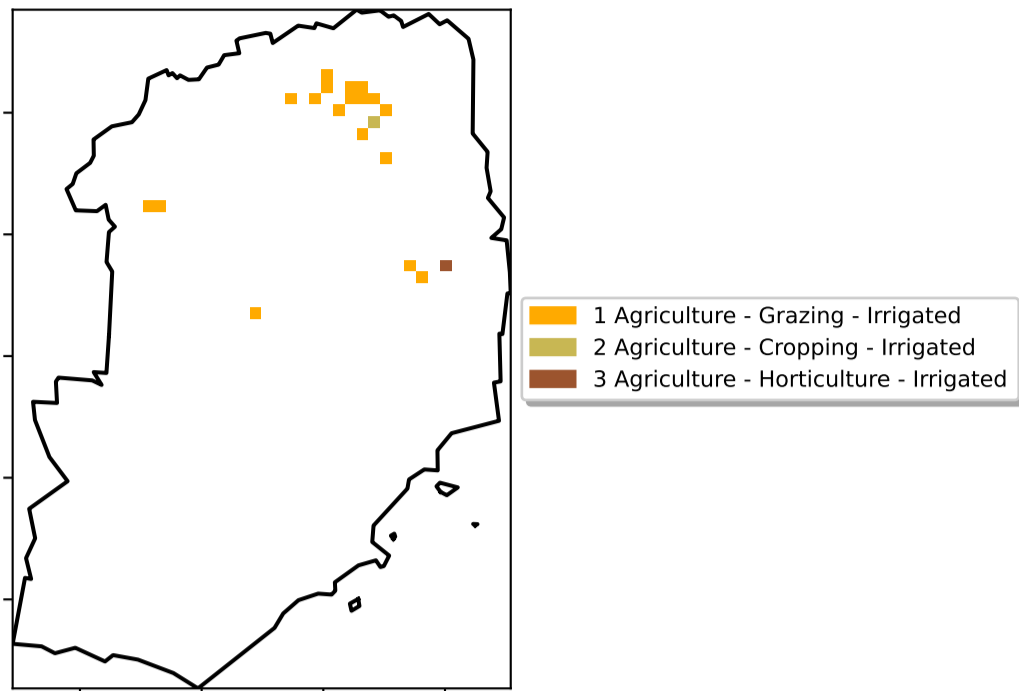 1 Agriculture - Grazing - Irrigated
2 Agriculture - Cropping - Irrigated
3 Agriculture - Horticulture - Irrigated